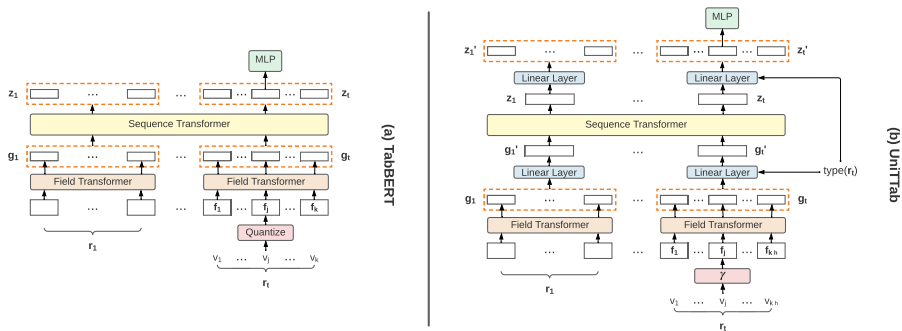 MLP
z₁ ... ... ... ... zₜ
Sequence Transformer
g₁ ... ... ... ... gₜ
Field Transformer Field Transformer
... ... f₁ ... fⱼ ... fₖ
Quantize
r₁
v₁ ... vⱼ ... vₖ
rₜ
(a) TabBERT
MLP
z₁' ... ... ... ... zₜ'
Linear Layer Linear Layer
z₁ ... zₜ
Sequence Transformer
g₁' ... gₜ'
Linear Layer Linear Layer type(rₜ)
g₁ ... ... ... ... gₜ
Field Transformer Field Transformer
... ... f₁ ... fⱼ ... fₖ ₕ
γ
r₁
v₁ ... vⱼ ... vₖ ₕ
rₜ
(b) UniTTab